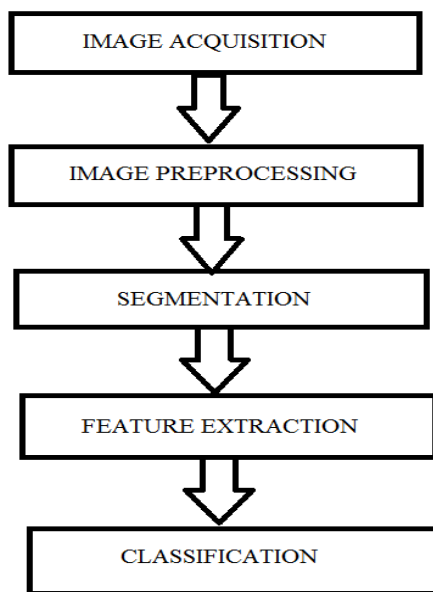 IMAGE ACQUISITION
IMAGE PREPROCESSING
SEGMENTATION
FEATURE EXTRACTION
CLASSIFICATION